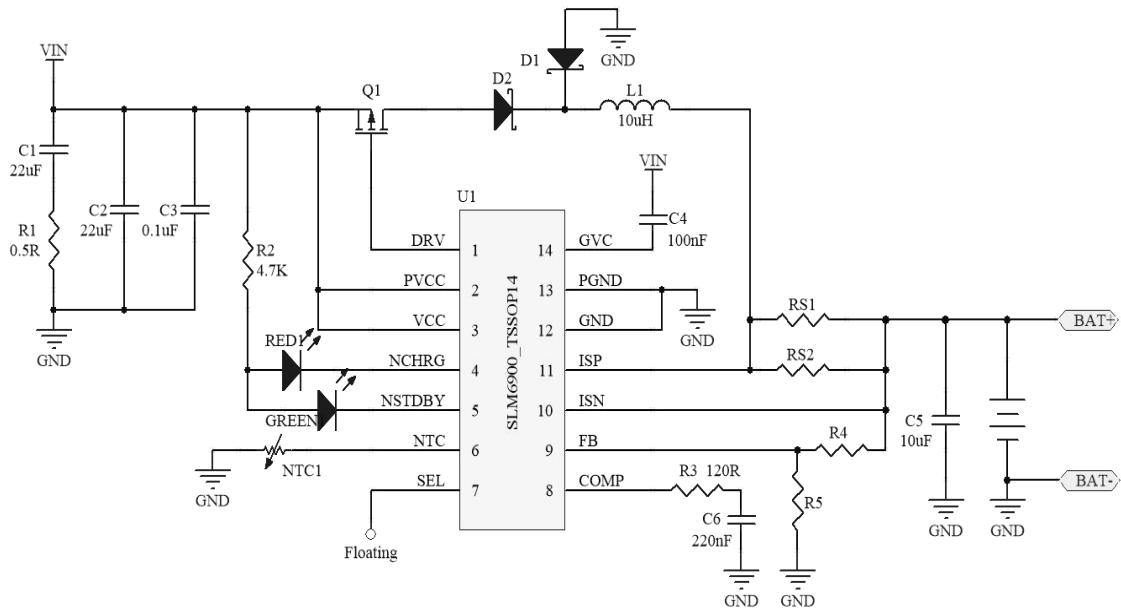 GND
VIN
D1
D2
Q1
L1
10uH
C1
22uF
VIN
U1
C4
100nF
R1
0.5R
C2
22uF
C3
0.1uF
R2
4.7K
DRV 1
14 GVC
PVCC 2
13 PGND
VCC 3
12 GND
NCHRG 4
11 ISP
NSTDBY 5
10 ISN
NTC 6
9 FB
SEL 7
8 COMP
SLM6900_TSSOP14
GND
RED1
GREEN
GND
RS1
RS2
BAT+
C5
10uF
R4
NTC1
GND
R3 120R
R5
C6
220nF
BAT-
GND
GND
Floating
GND
GND